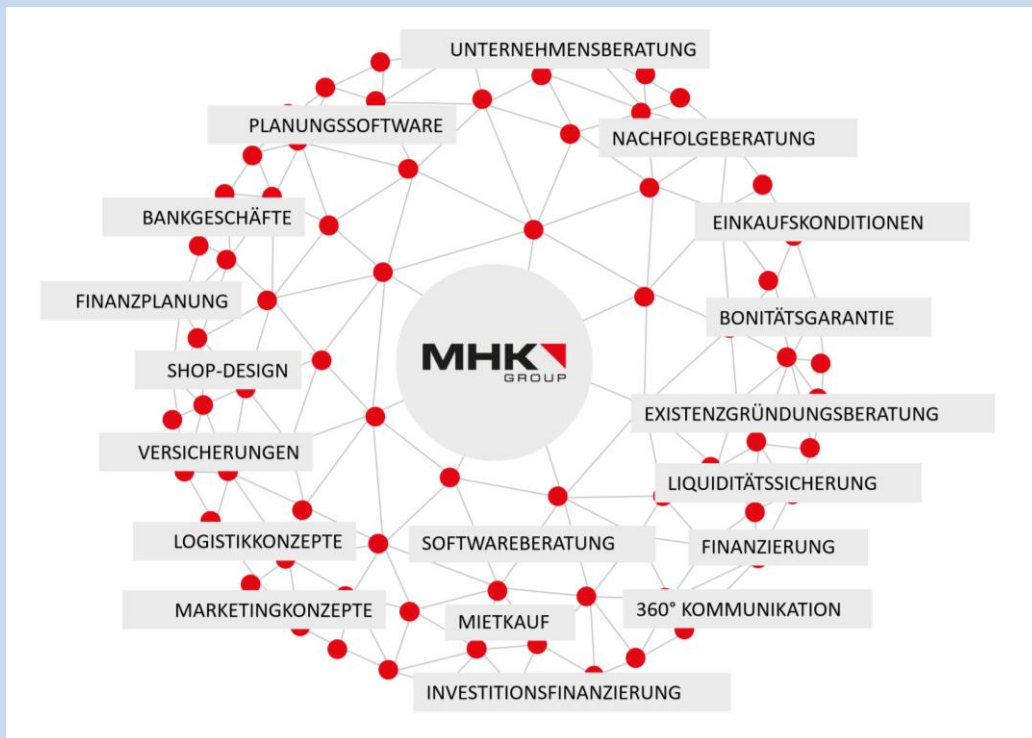 UNTERNEHMENSBERATUNG
PLANUNGSSOFTWARE
NACHFOLGEBERATUNG
BANKGESCHÄFTE
EINKAUFSKONDITIONEN
FINANZPLANUNG
BONITÄTSGARANTIE
MHK
GROUP
SHOP-DESIGN
EXISTENZGRÜNDUNGSBERATUNG
VERSICHERUNGEN
LIQUIDITÄTSSICHERUNG
LOGISTIKKONZEPTE
SOFTWAREBERATUNG
FINANZIERUNG
MARKETINGKONZEPTE
MIETKAUF
360° KOMMUNIKATION
INVESTITIONSFINANZIERUNG